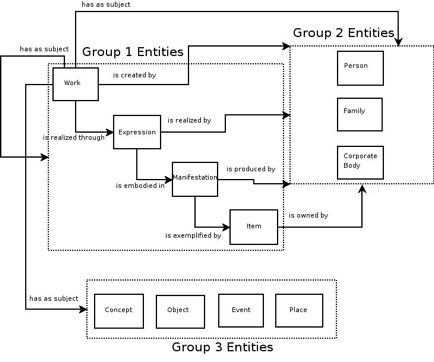 has as subject
Group 2 Entities
has as subject
Group 1 Entities
Work
is created by
Person
is realized through
Expression
is realized by
Family
is embodied in
Manifestation
is produced by
Corporate
Body
is exemplified by
Item
is owned by
has as subject
Concept
Object
Event
Place
Group 3 Entities